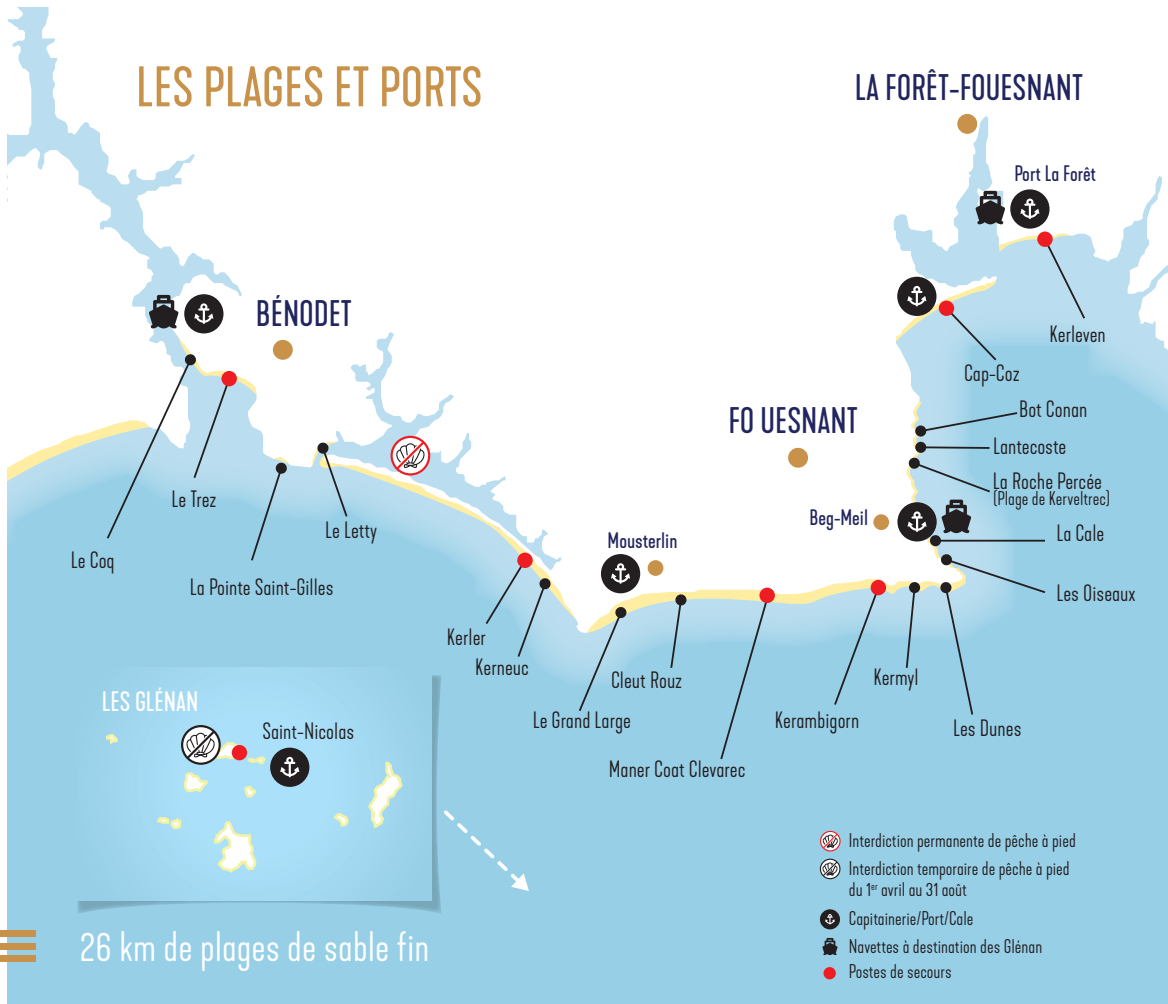 LES PLAGES ET PORTS
LA FORÊT-FOUESNANT
Port La Forêt
BÉNODET
Kerleven
Cap-Coz
Bot Conan
FO UESNANT
Lantecoste
La Roche Percée
(Plage de Kerveltrec)
Le Trez
Beg-Meil
Le Letty
La Cale
Mousterlin
Le Coq
La Pointe Saint-Gilles
Les Oiseaux
Kerler
Kerneuc
Cleut Rouz
Kermyl
Le Grand Large
Kerambigorn
Les Dunes
Maner Coat Clevarec
LES GLÉNAN
Saint-Nicolas
Interdiction permanente de pêche à pied
Interdiction temporaire de pêche à pied
du 1er avril au 31 août
Capitainerie/Port/Cale
Navettes à destination des Glénan
Postes de secours
26 km de plages de sable fin